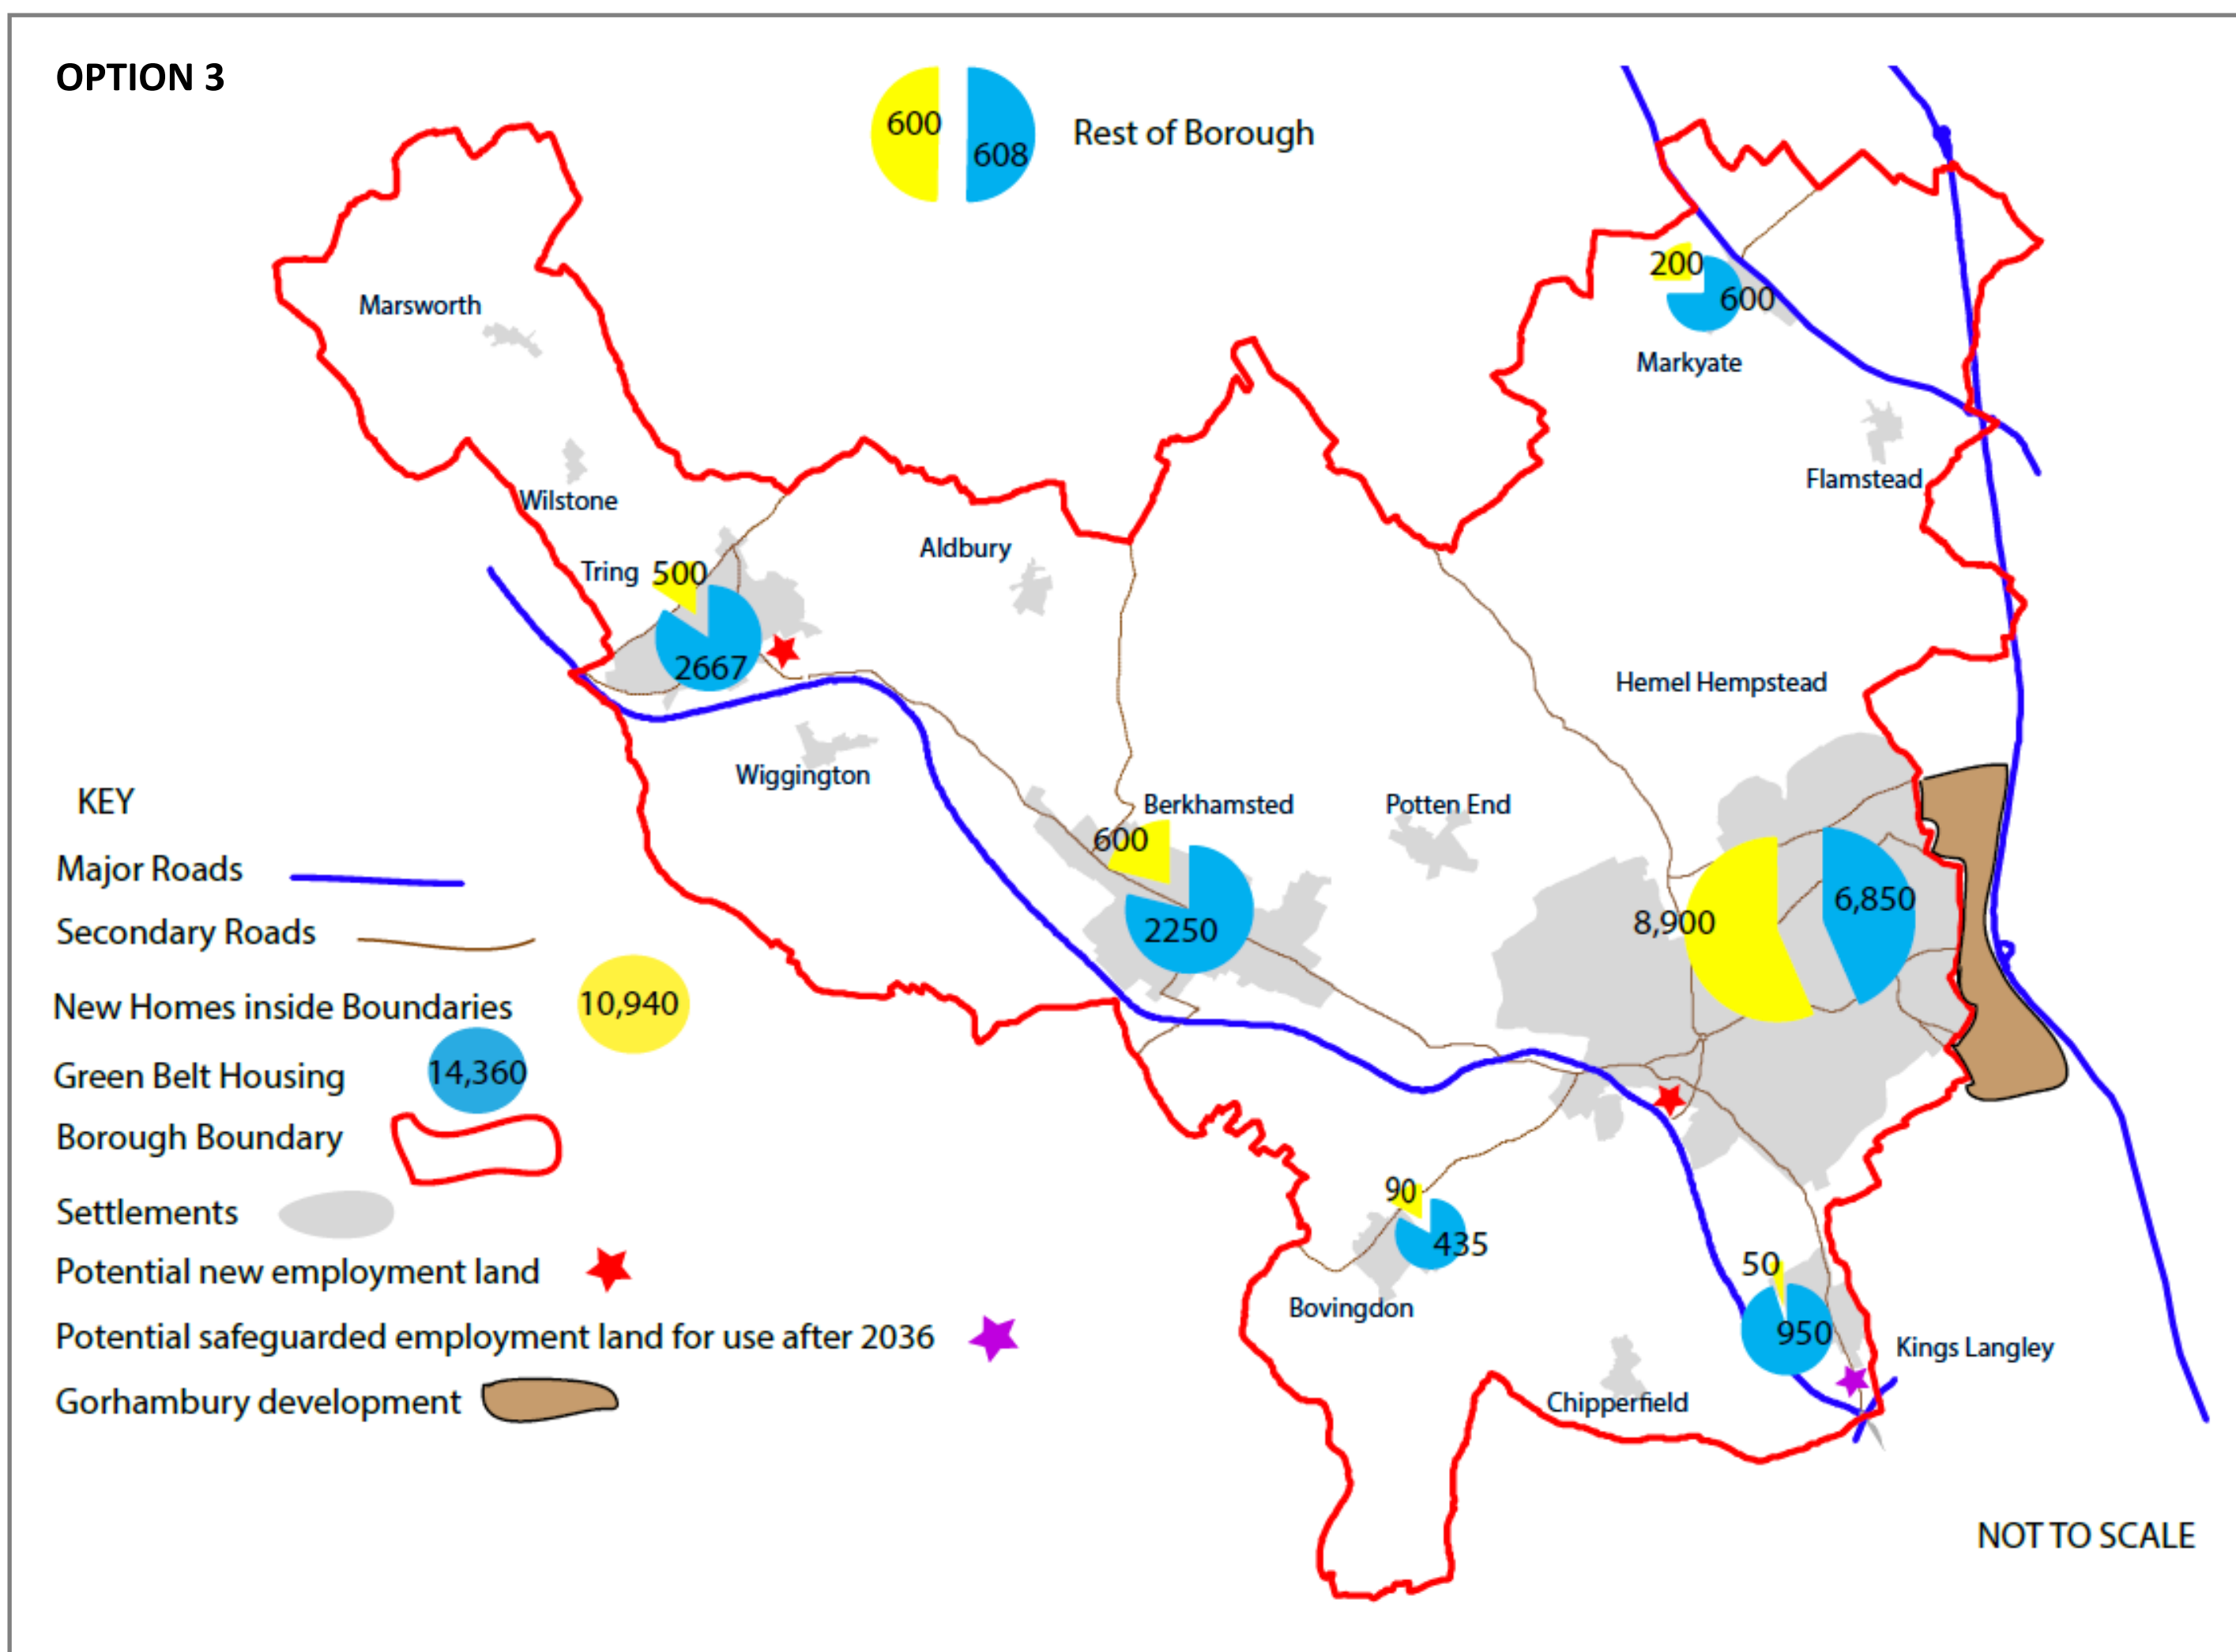 OPTION 3
600
608
Rest of Borough
200
600
Markyate
Marsworth
Flamstead
Wilstone
Aldbury
Tring
500
2667
Hemel Hempstead
Wiggington
Berkhamsted
Potten End
600
2250
8,900
6,850
KEY
Major Roads
Secondary Roads
New Homes inside Boundaries
10,940
Green Belt Housing
14,360
Borough Boundary
Settlements
Potential new employment land
Potential safeguarded employment land for use after 2036
Gorhambury development
90
435
Bovingdon
50
950
Kings Langley
Chipperfield
NOT TO SCALE